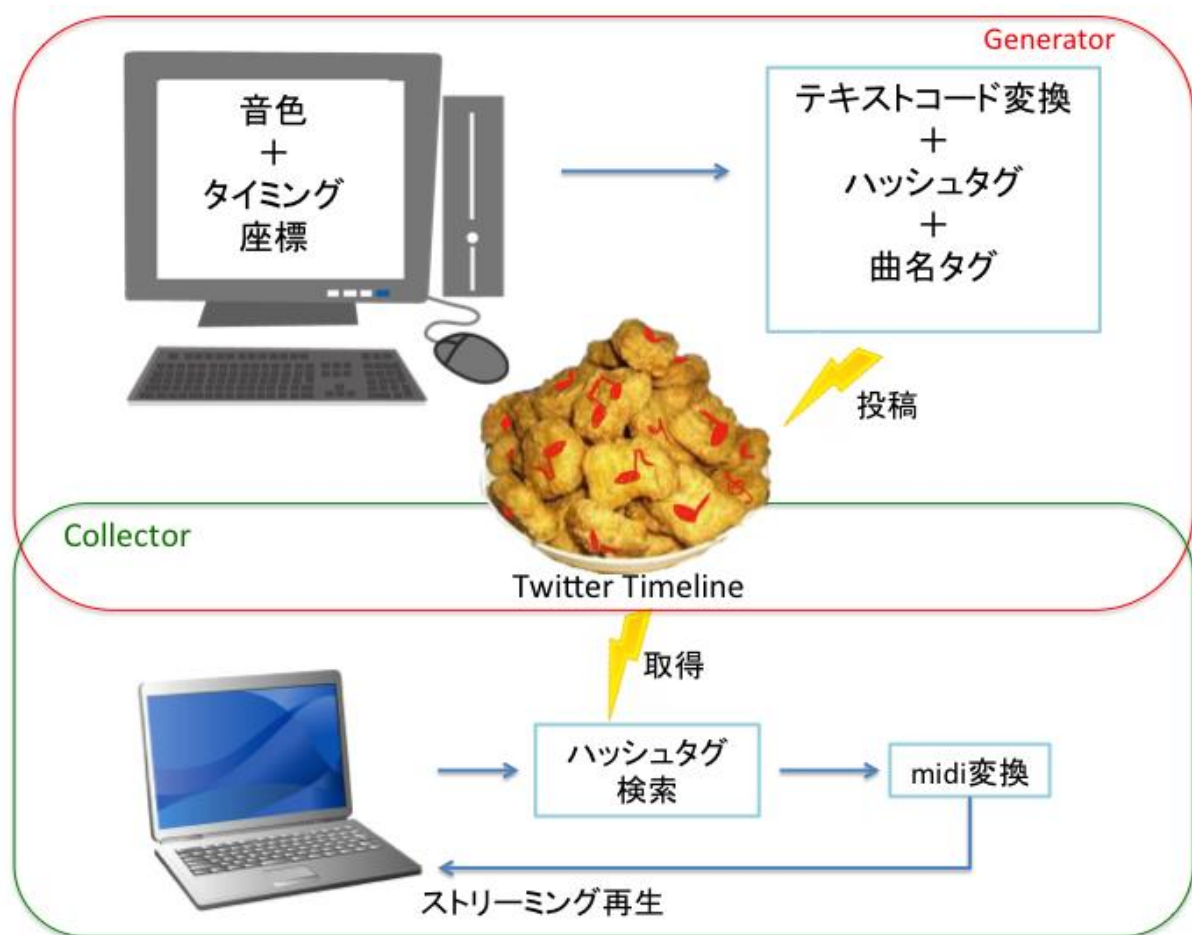 Generator
音色
+
タイミング
座標
テキストコード変換
+
ハッシュタグ
+
曲名タグ
投稿
Collector
Twitter Timeline
取得
ハッシュタグ
検索
midi変換
ストリーミング再生